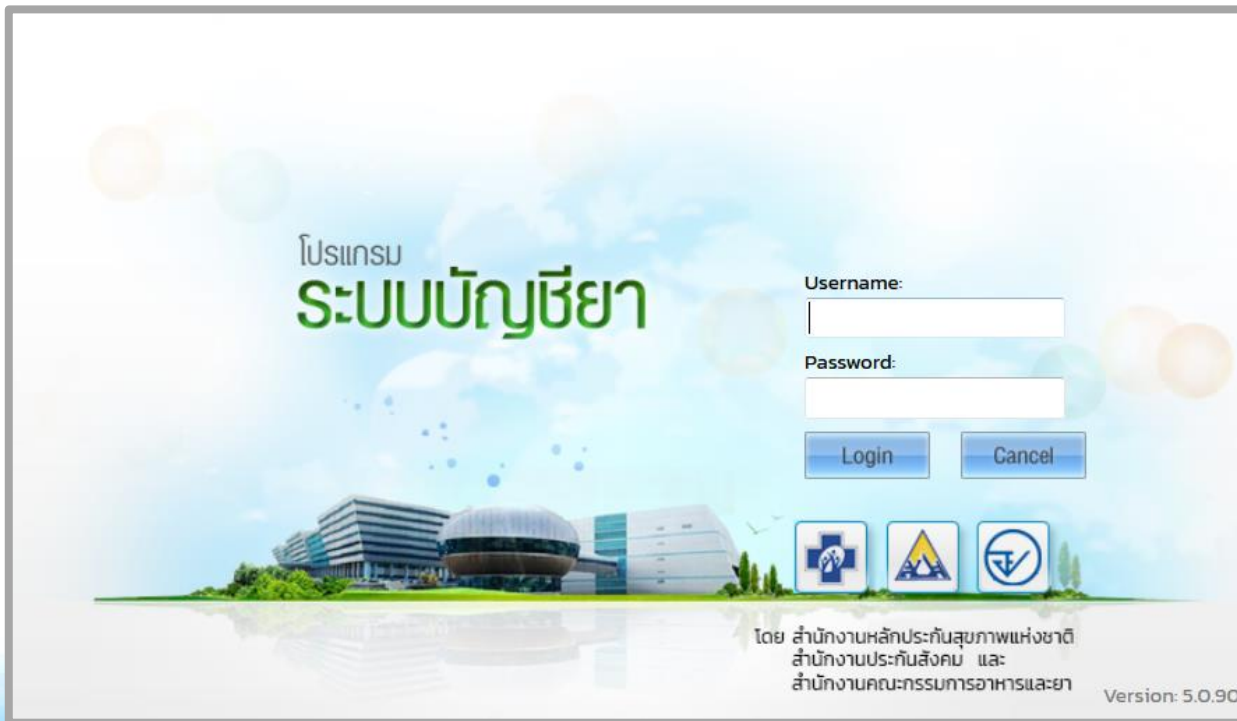 โปรแกรม
ระบบบัญชียา
Username:
Password:
Login Cancel
โดย สำนักงานหลักประกันสุขภาพแห่งชาติ
สำนักงานประกันสังคม และ
สำนักงานคณะกรรมการอาหารและยา
Version: 5.0.90